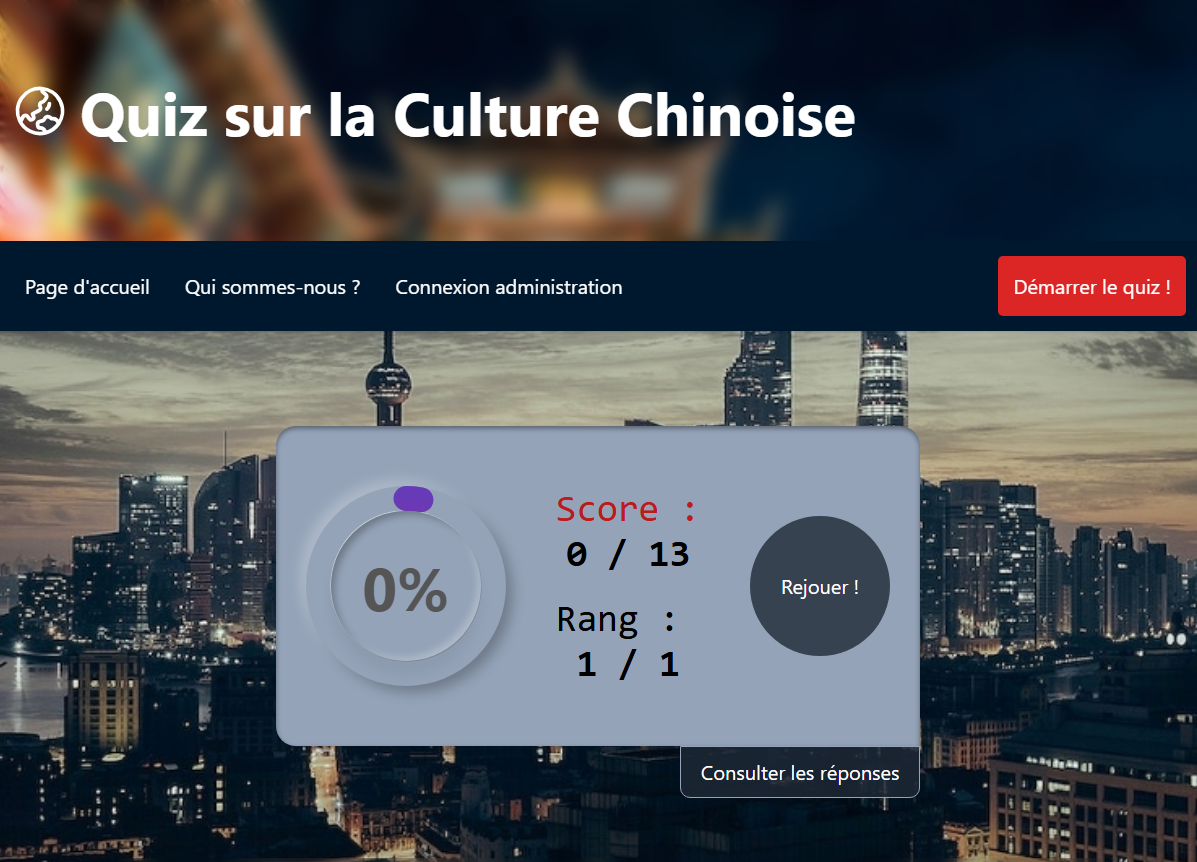 Quiz sur la Culture Chinoise
Page d'accueil
Qui sommes-nous ?
Connexion administration
Démarrer le quiz !
0%
Score :
0 / 13
Rang :
1 / 1
Rejouer !
Consulter les réponses